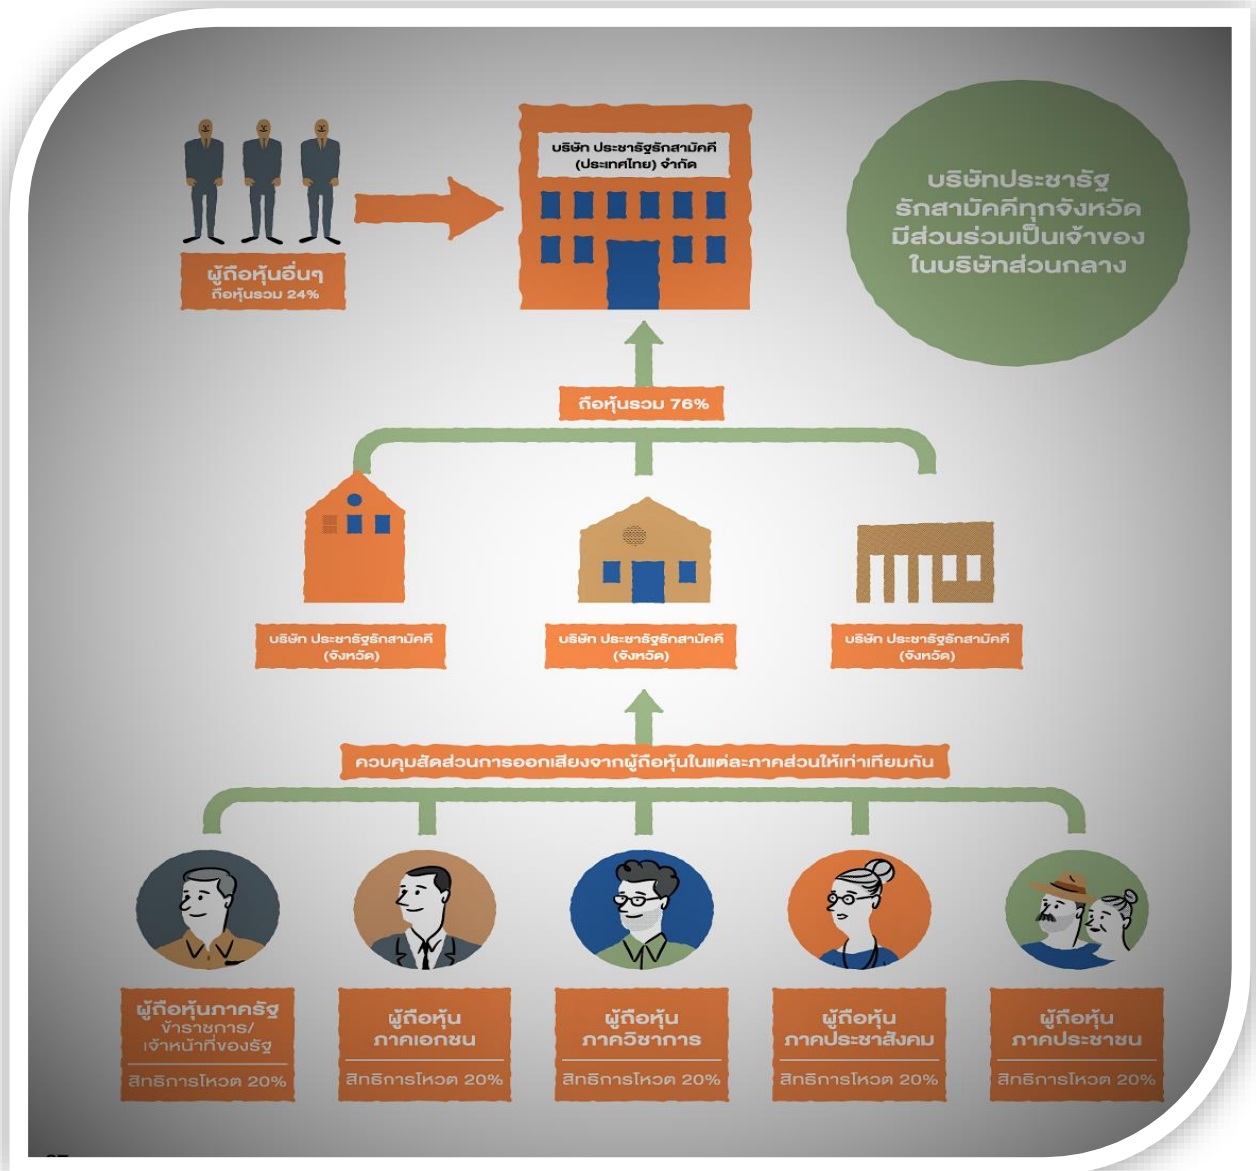 บริษัท ประชารัฐรักสามัคคี
(ประเทศไทย) จำกัด
บริษัทประชารัฐ
รักสามัคคีทุกจังหวัด
มีส่วนร่วมเป็นเจ้าของ
ในบริษัทส่วนกลาง
ผู้ถือหุ้นอื่นๆ
ถือหุ้นรวม 24%
ถือหุ้นรวม 76%
บริษัท ประชารัฐรักสามัคคี
(จังหวัด)
บริษัท ประชารัฐรักสามัคคี
(จังหวัด)
บริษัท ประชารัฐรักสามัคคี
(จังหวัด)
ควบคุมสัดส่วนการออกเสียงจากผู้ถือหุ้นในแต่ละภาคส่วนให้เท่าเทียมกัน
ผู้ถือหุ้นภาครัฐ
ข้าราชการ/
เจ้าหน้าที่ของรัฐ
สิทธิการโหวต 20%
ผู้ถือหุ้น
ภาคเอกชน
สิทธิการโหวต 20%
ผู้ถือหุ้น
ภาควิชาการ
สิทธิการโหวต 20%
ผู้ถือหุ้น
ภาคประชาสังคม
สิทธิการโหวต 20%
ผู้ถือหุ้น
ภาคประชาชน
สิทธิการโหวต 20%